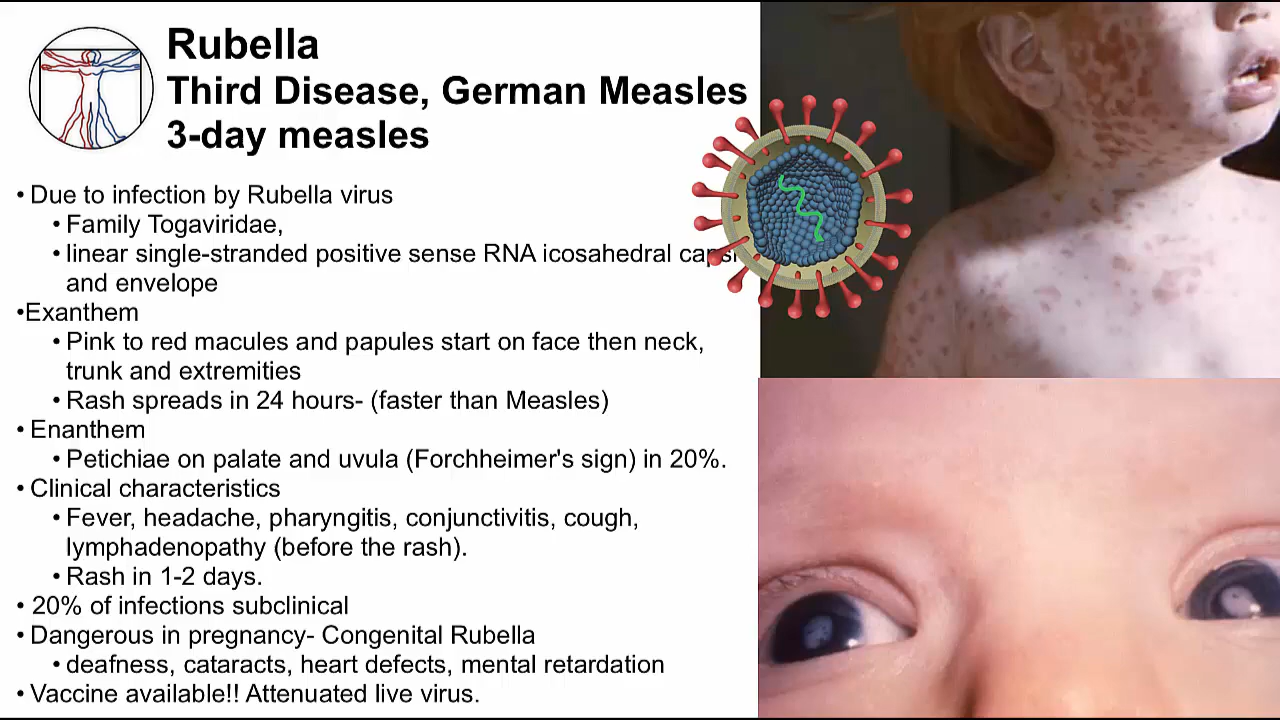 Rubella
Third Disease, German Measles
3-day measles
• Due to infection by Rubella virus
• Family Togaviridae,
• linear single-stranded positive sense RNA icosahedral
and envelope
•Exanthem
• Pink to red macules and papules start on face then neck,
trunk and extremities
• Rash spreads in 24 hours- (faster than Measles)
• Enanthem
• Petichiae on palate and uvula (Forchheimer's sign) in 20%.
• Clinical characteristics
• Fever, headache, pharyngitis, conjunctivitis, cough,
lymphadenopathy (before the rash).
• Rash in 1-2 days.
• 20% of infections subclinical
• Dangerous in pregnancy- Congenital Rubella
• deafness, cataracts, heart defects, mental retardation
• Vaccine available!! Attenuated live virus.